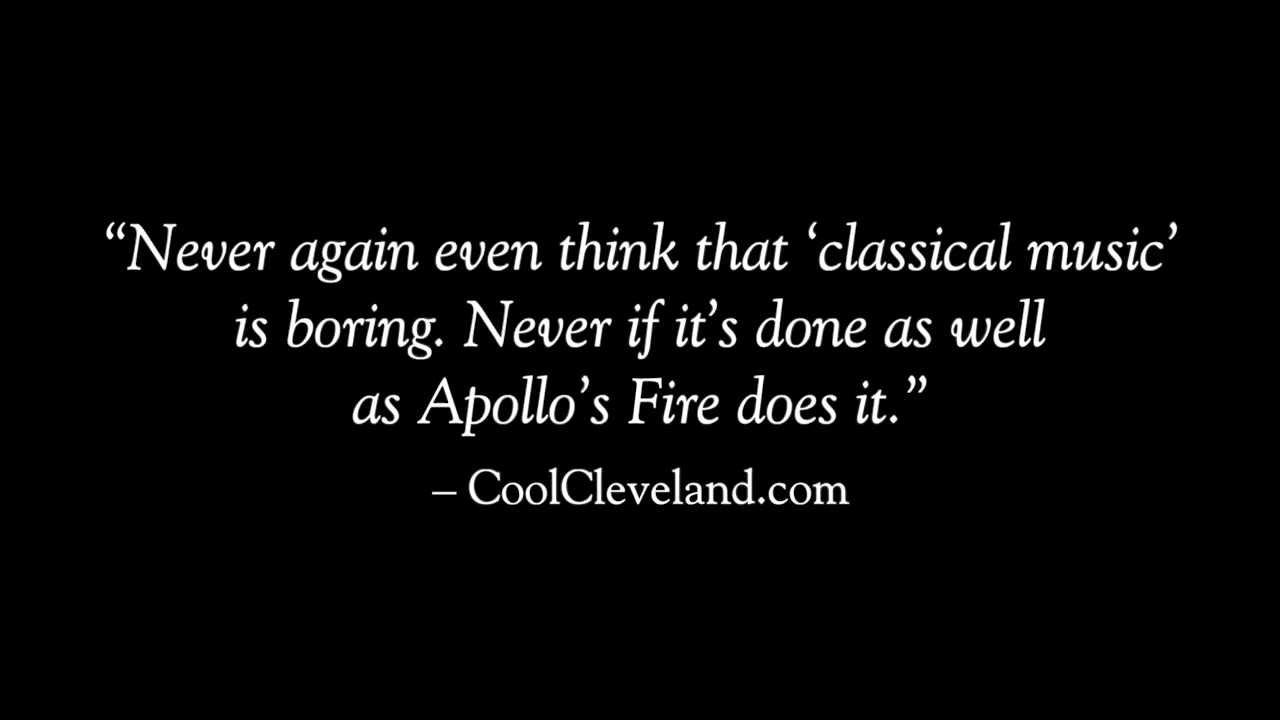 “Never again even think that ‘classical music’
is boring. Never if it’s done as well
as Apollo’s Fire does it.”
– CoolCleveland.com